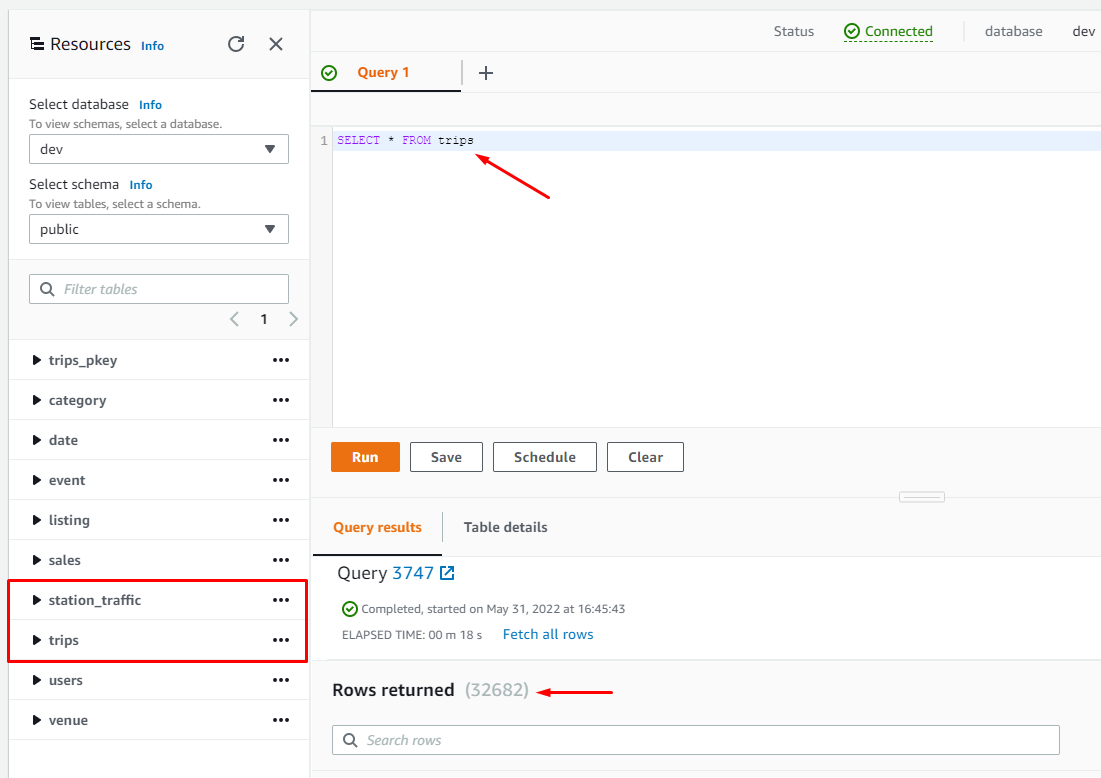 Resources Info
Status Connected database dev
Query 1
Select database Info
To view schemas, select a database.
dev
Select schema Info
To view tables, select a schema.
public
Filter tables
1
trips_pkey
category
date
event
listing
sales
station_traffic
trips
users
venue
1 SELECT * FROM trips
Run Save Schedule Clear
Query results Table details
Query 3747
Completed, started on May 31, 2022 at 16:45:43
ELAPSED TIME: 00 m 18 s Fetch all rows
Rows returned (32682)
Search rows